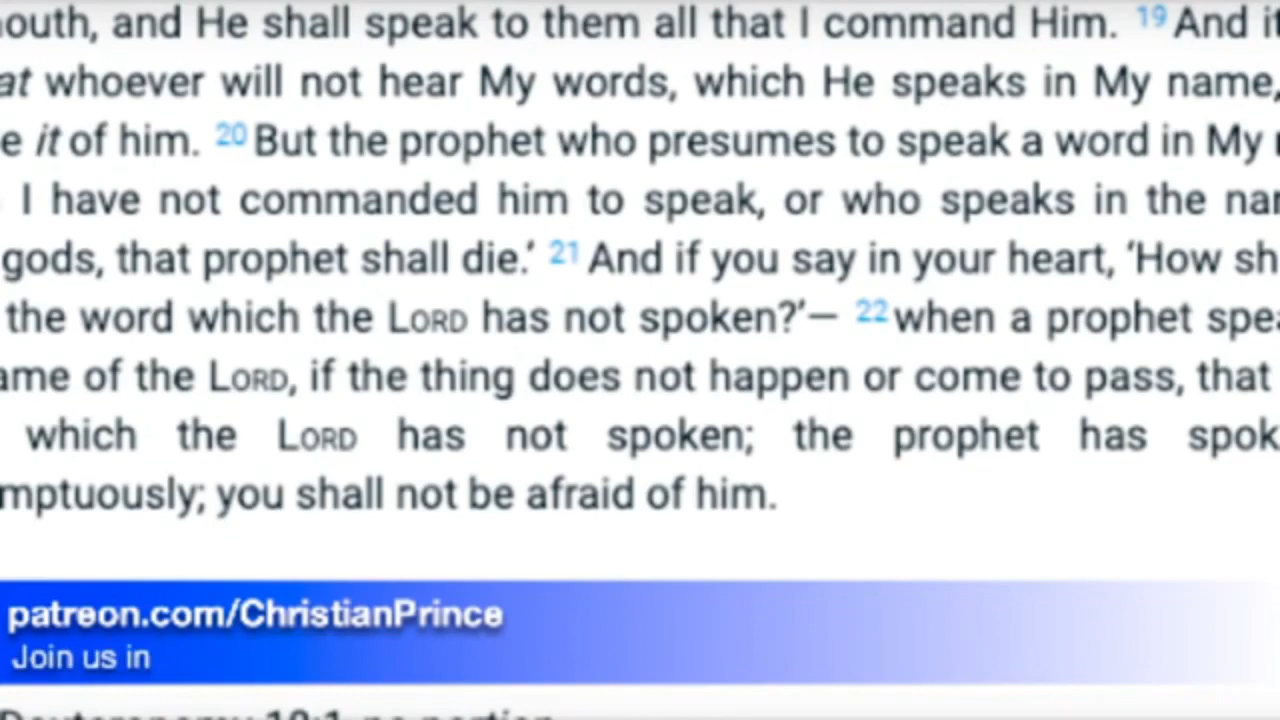 outh, and He shall speak to them all that I command Him. 19 And it
at whoever will not hear My words, which He speaks in My name,
e it of him. 20 But the prophet who presumes to speak a word in My
I have not commanded him to speak, or who speaks in the nar
gods, that prophet shall die.' 21 And if you say in your heart, 'How sh
the word which the LORD has not spoken?'— 22 when a prophet spea
ame of the LORD, if the thing does not happen or come to pass, that
which the LORD has not spoken; the prophet has spok
mptuously; you shall not be afraid of him.
patreon.com/ChristianPrince
Join us in